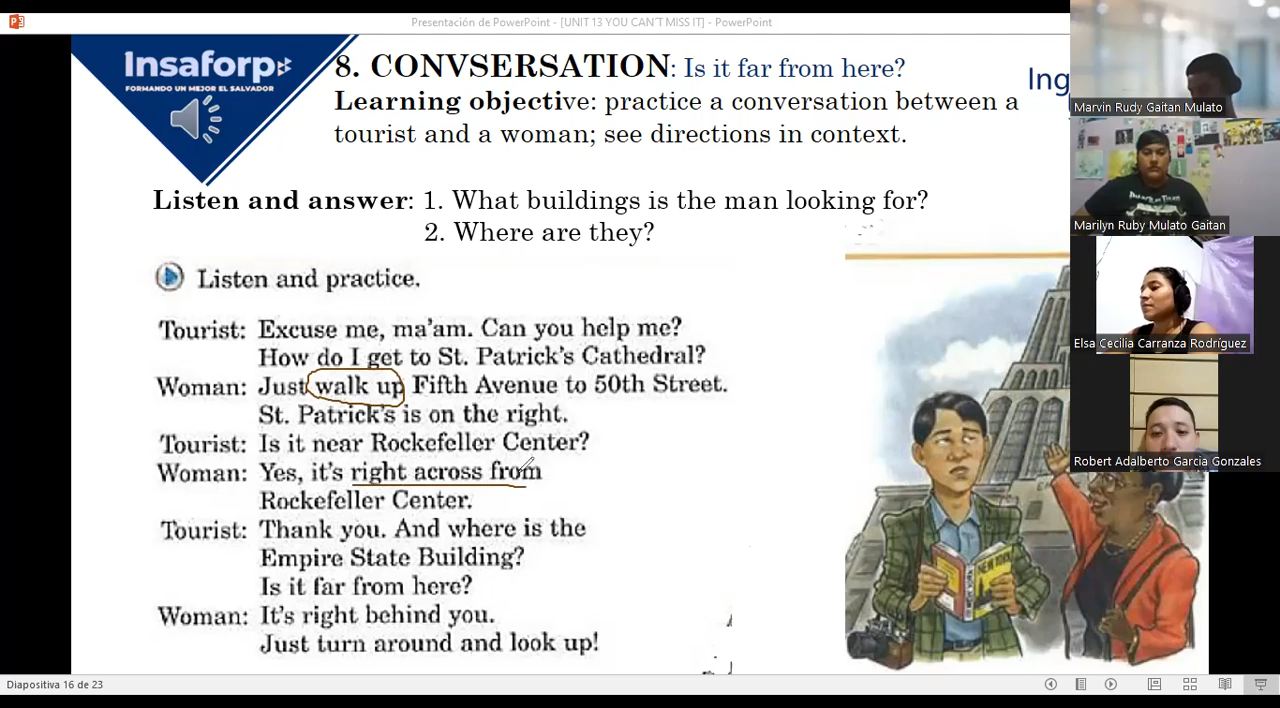 Presentación de PowerPoint - [UNIT 13 YOU CAN'T MISS IT] - PowerPoint
Insaforp
FORMANDO UN MEJOR EL SALVADOR
8. CONVSERSATION: Is it far from here?
Ing
Learning objective: practice a conversation between a
tourist and a woman; see directions in context.
Listen and answer: 1. What buildings is the man looking for?
2. Where are they?
Listen and practice.
Tourist: Excuse me, ma'am. Can you help me?
How do I get to St. Patrick's Cathedral?
Woman: Just walk up Fifth Avenue to 50th Street.
St. Patrick's is on the right.
Tourist: Is it near Rockefeller Center?
Woman: Yes, it's right across from
Rockefeller Center.
Tourist: Thank you. And where is the
Empire State Building?
Is it far from here?
Woman: It's right behind you.
Just turn around and look up!
NEW YORK
NEW YORK
Marvin Rudy Gaitan Mulato
Marilyn Ruby Mulato Gaitan
Elsa Cecilia Carranza Rodríguez
Robert Adalberto Garcia Gonzales
Diapositiva 16 de 23